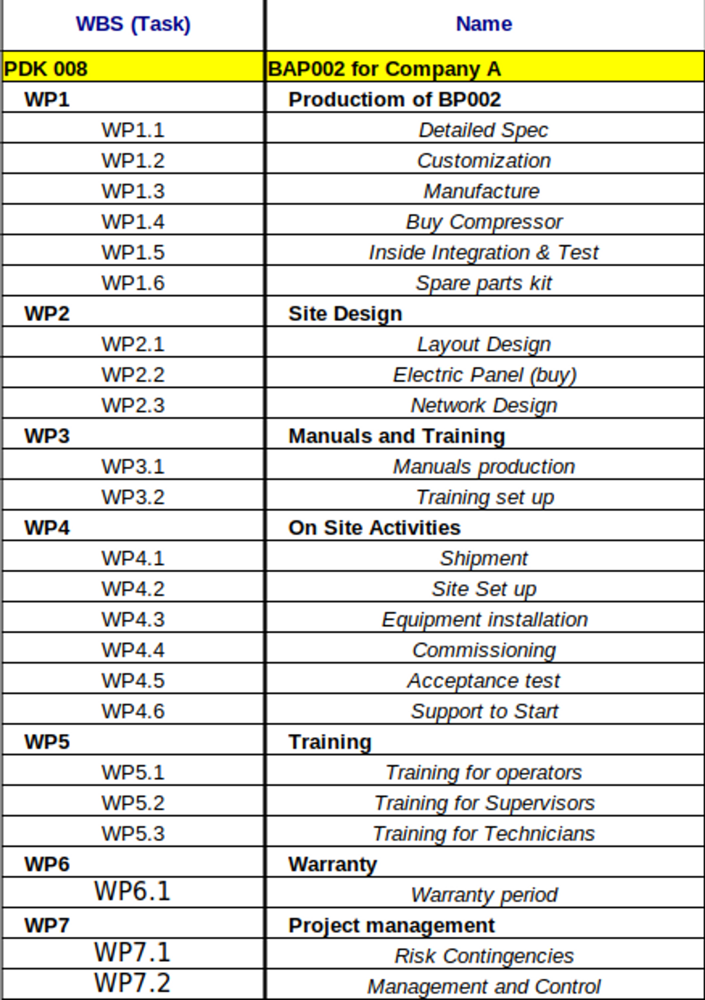 WBS (Task) Name
PDK 008 BAP002 for Company A
WP1 Productiom of BP002
WP1.1 Detailed Spec
WP1.2 Customization
WP1.3 Manufacture
WP1.4 Buy Compressor
WP1.5 Inside Integration & Test
WP1.6 Spare parts kit
WP2 Site Design
WP2.1 Layout Design
WP2.2 Electric Panel (buy)
WP2.3 Network Design
WP3 Manuals and Training
WP3.1 Manuals production
WP3.2 Training set up
WP4 On Site Activities
WP4.1 Shipment
WP4.2 Site Set up
WP4.3 Equipment installation
WP4.4 Commissioning
WP4.5 Acceptance test
WP4.6 Support to Start
WP5 Training
WP5.1 Training for operators
WP5.2 Training for Supervisors
WP5.3 Training for Technicians
WP6 Warranty
WP6.1 Warranty period
WP7 Project management
WP7.1 Risk Contingencies
WP7.2 Management and Control